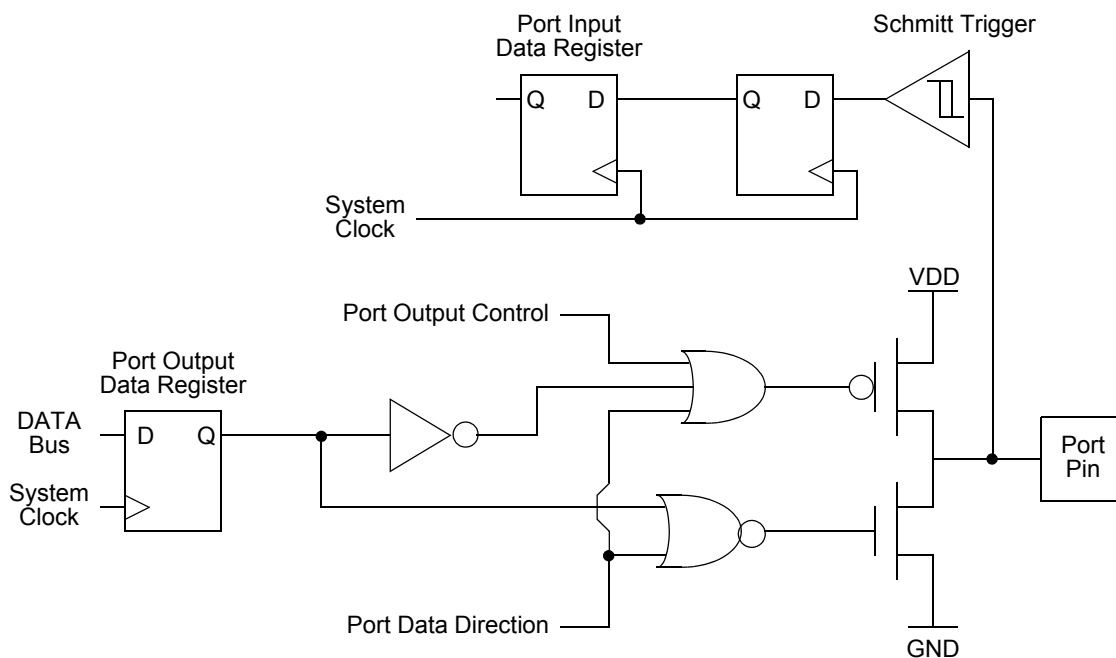 Port Input
Data Register
Schmitt Trigger
Q D
Q D
System
Clock
VDD
Port Output Control
Port Output
Data Register
DATA
Bus
D Q
System
Clock
Port
Pin
Port Data Direction
GND